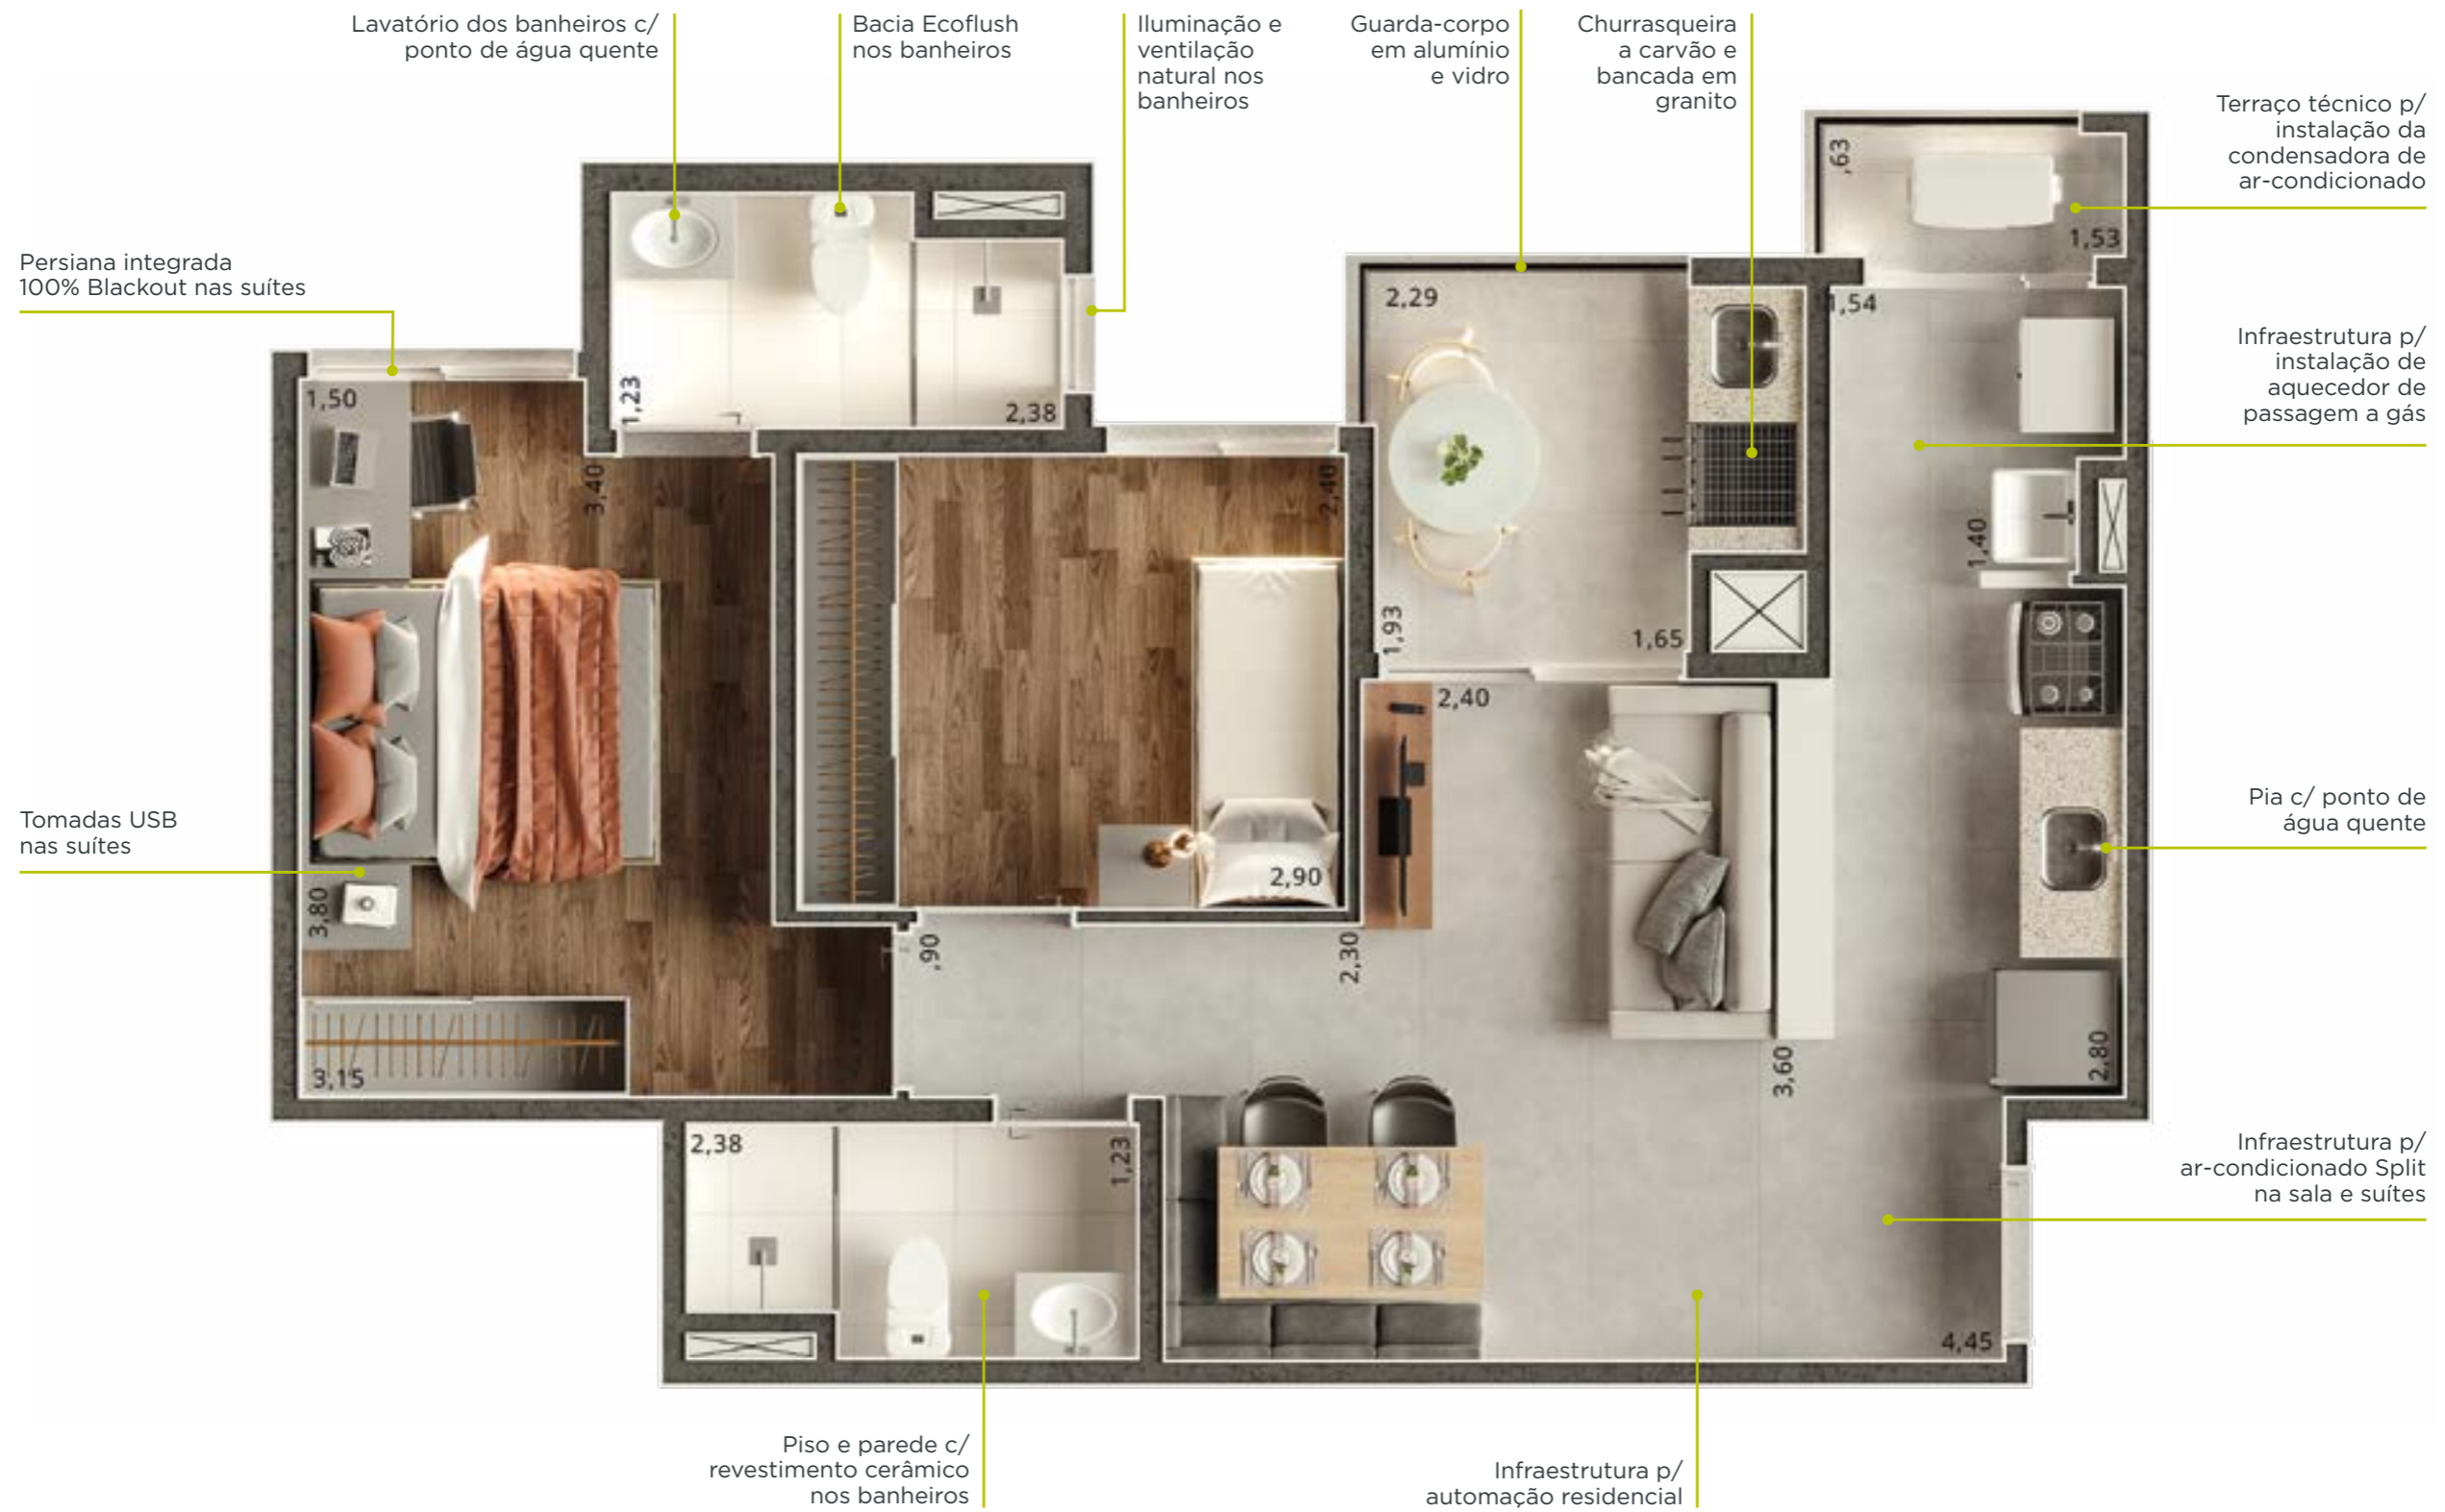 Lavatório dos banheiros c/
ponto de água quente
Bacia Ecoflush
nos banheiros
Iluminação e
ventilação
natural nos
banheiros
Guarda-corpo
em alumínio
e vidro
Churrasqueira
a carvão e
bancada em
granito
Terraço técnico p/
instalação da
condensadora de
ar-condicionado
Persiana integrada
100% Blackout nas suítes
Infraestrutura p/
instalação de
aquecedor de
passagem a gás
Tomadas USB
nas suítes
Pia c/ ponto de
água quente
Infraestrutura p/
ar-condicionado Split
na sala e suítes
Piso e parede c/
revestimento cerâmico
nos banheiros
Infraestrutura p/
automação residencial
,63
1,53
2,29
1,54
1,23
2,38
1,50
3,40
2,40
1,40
1,93
1,65
2,40
2,90
3,80
,90
2,30
3,60
2,80
3,15
2,38
1,23
4,45